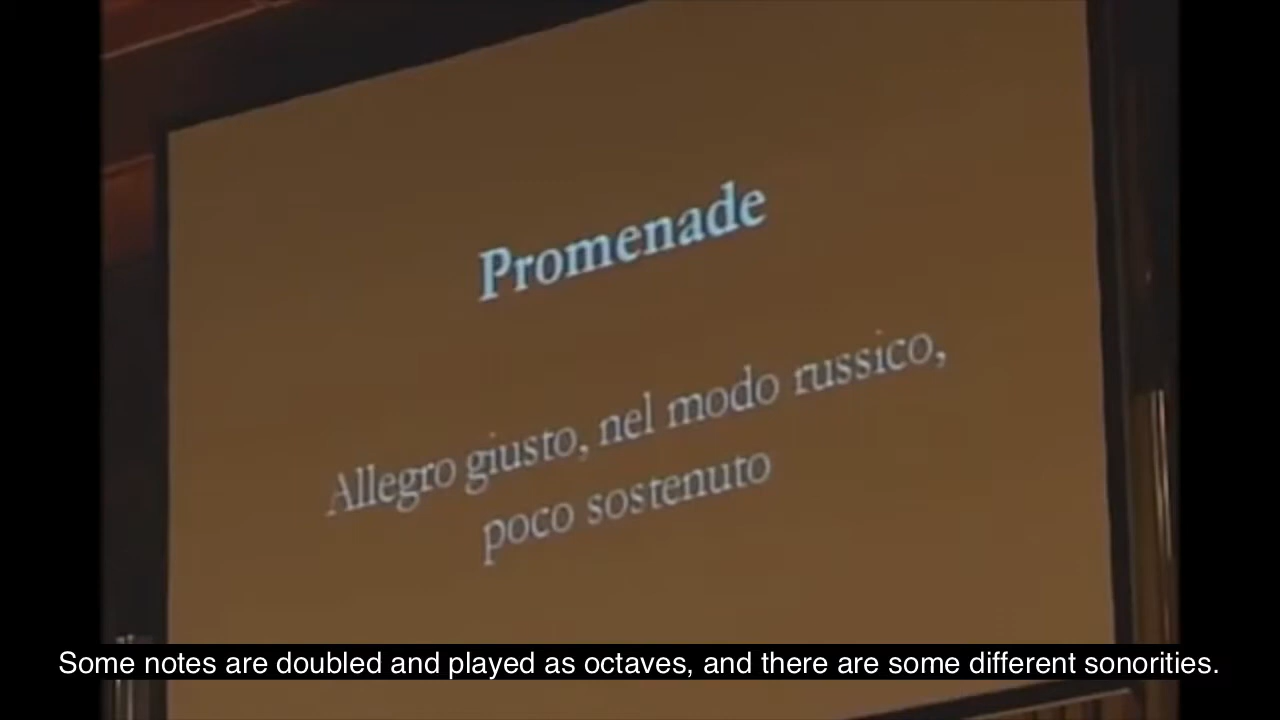 Promenade
Allegro giusto, nel modo russico,
poco sostenuto
Some notes are doubled and played as octaves, and there are some different sonorities.